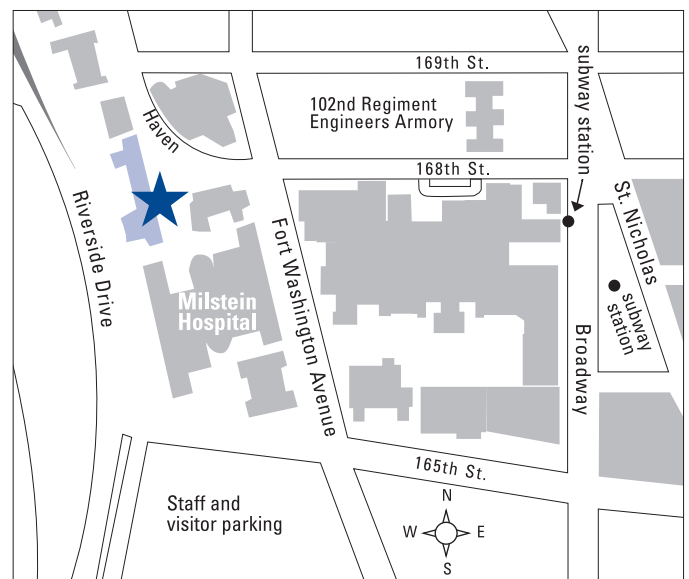 169th St.
subway station
102nd Regiment
Engineers Armory
Haven
168th St.
St. Nicholas
Riverside Drive
Fort Washington Avenue
Milstein
Hospital
subway
station
Broadway
165th St.
Staff and
visitor parking
N
W
E
S